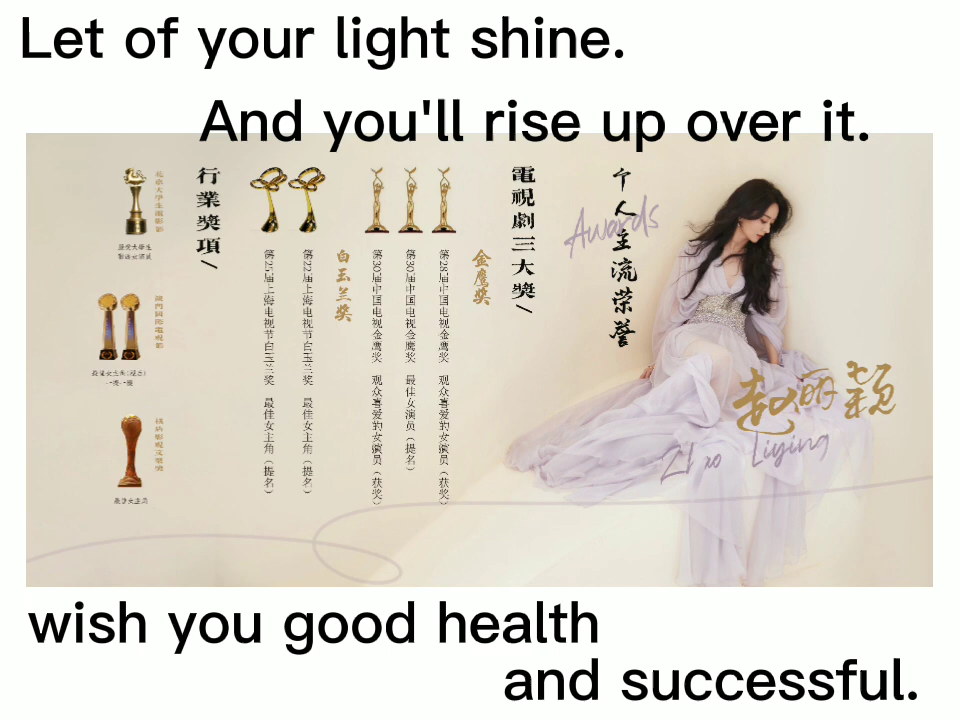 Let of your light shine.
And you'll rise up over it.
个人主流荣誉
Awards
電視劇三大獎/
金鹰奖
第28届中国电视金鹰奖 观众喜爱的女演员（获奖）
第30届中国电视金鹰奖 最佳女演员（提名）
第30届中国电视金鹰奖 观众喜爱的女演员（获奖）
白玉兰奖
第22届上海电视节白玉兰奖 最佳女主角（提名）
第25届上海电视节白玉兰奖 最佳女主角（提名）
行業獎項/
赵丽颖
Zhao Liying
wish you good health
and successful.